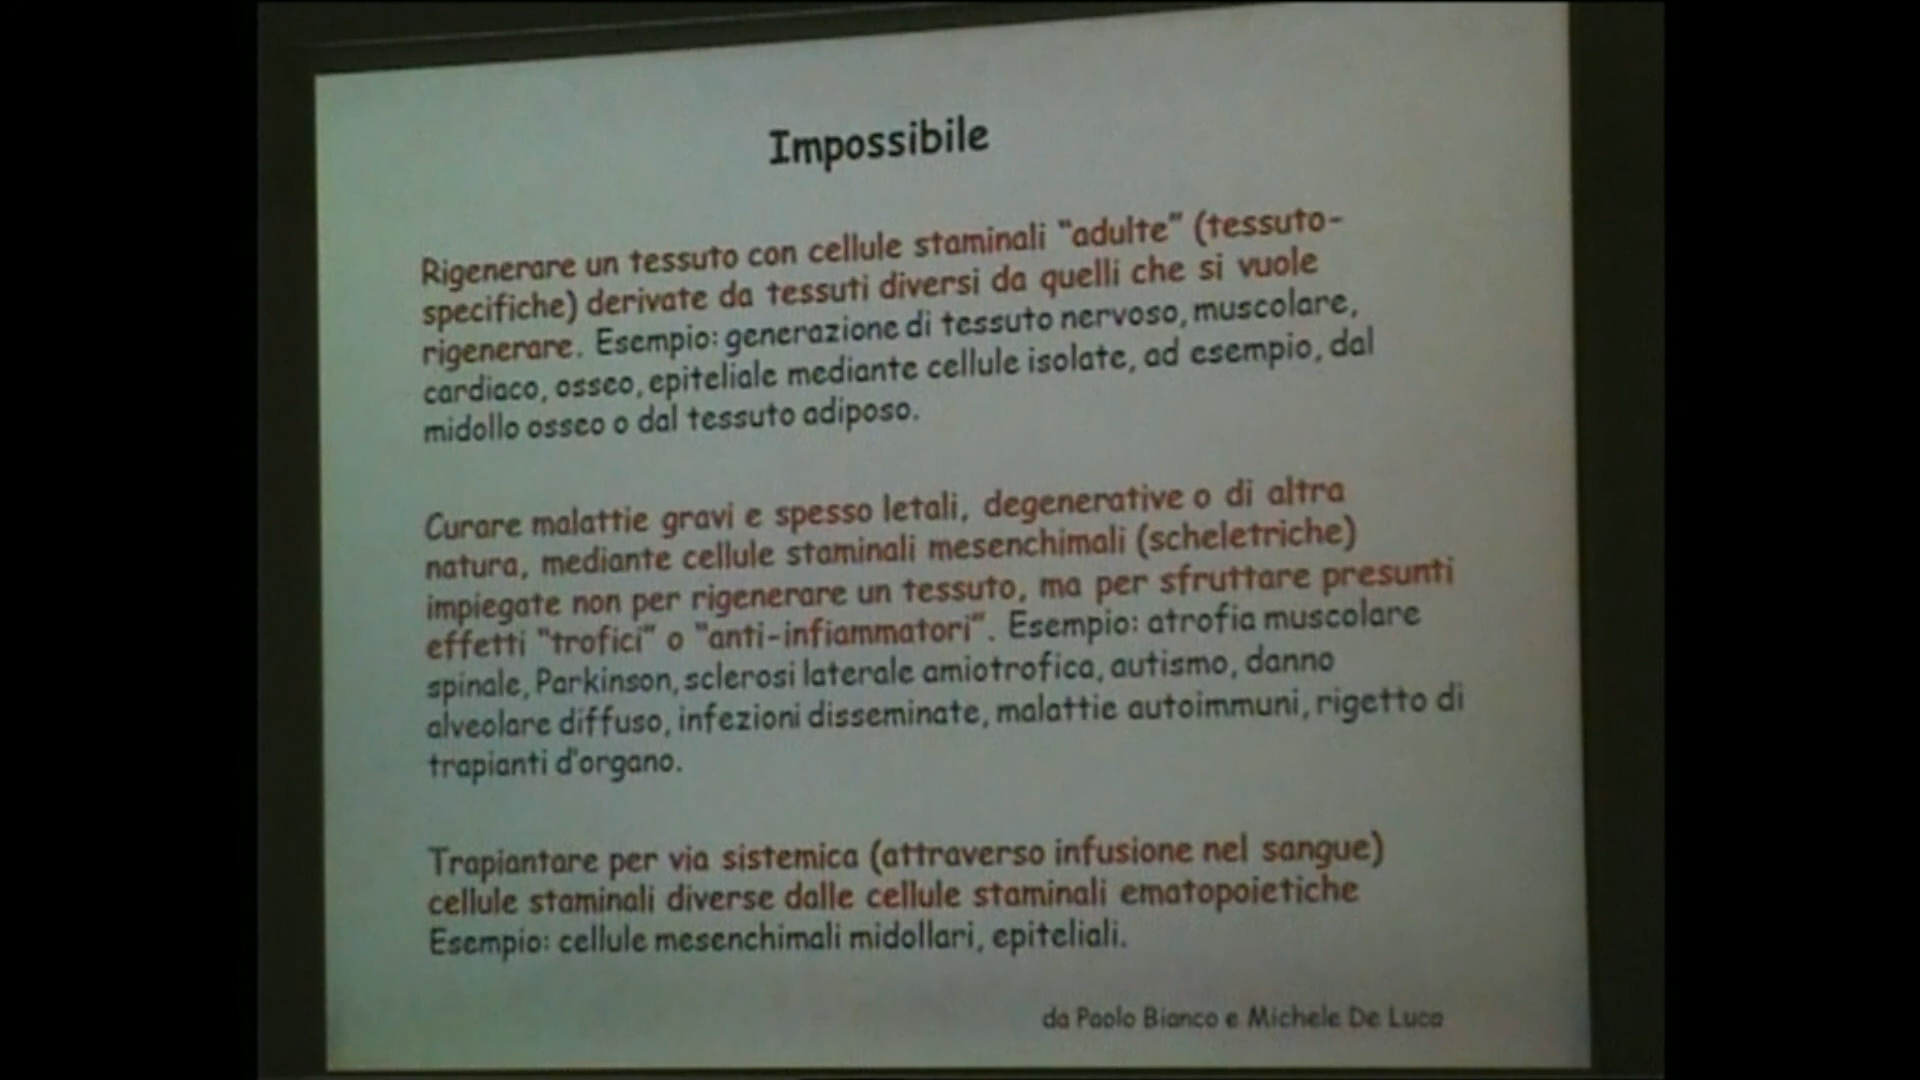 Impossibile
Rigenerare un tessuto con cellule staminali "adulte" (tessuto-
specifiche) derivate da tessuti diversi da quelli che si vuole
rigenerare. Esempio: generazione di tessuto nervoso, muscolare,
cardiaco, osseo, epiteliale mediante cellule isolate, ad esempio, dal
midollo osseo o dal tessuto adiposo.
Curare malattie gravi e spesso letali, degenerative o di altra
natura, mediante cellule staminali mesenchimali (scheletriche)
impiegate non per rigenerare un tessuto, ma per sfruttare presunti
effetti "trofici" o "anti-infiammatori". Esempio: atrofia muscolare
spinale, Parkinson, sclerosi laterale amiotrofica, autismo, danno
alveolare diffuso, infezioni disseminate, malattie autoimmuni, rigetto di
trapianti d'organo.
Trapiantare per via sistemica (attraverso infusione nel sangue)
cellule staminali diverse dalle cellule staminali ematopoietiche
Esempio: cellule mesenchimali midollari, epiteliali.
da Paolo Bianco e Michele De Luca